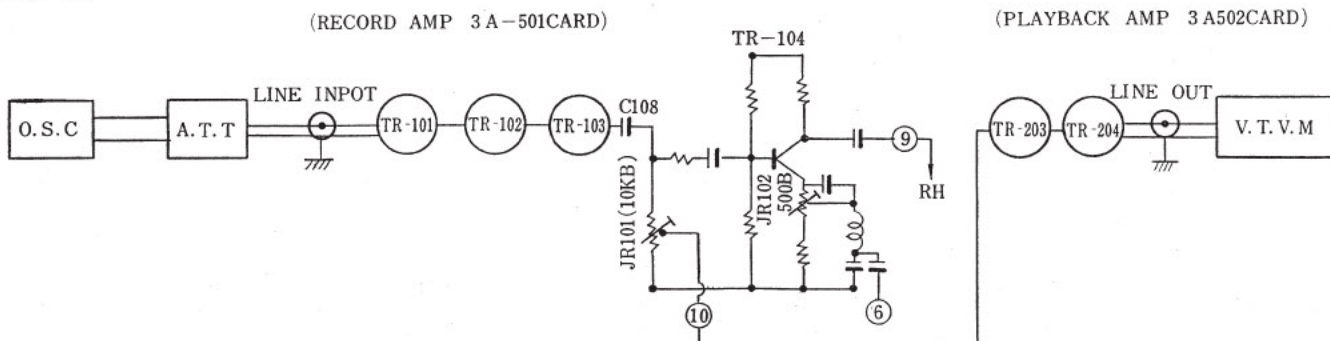 (RECORD AMP 3A-501CARD)
(PLAYBACK AMP 3A502CARD)
TR-104
LINE INPOT
C108
LINE OUT
O.S.C
A.T.T
TR-101
TR-102
TR-103
9
TR-203
TR-204
V.T.V.M
RH
JR101(10KB)
JR102
500B
10
6